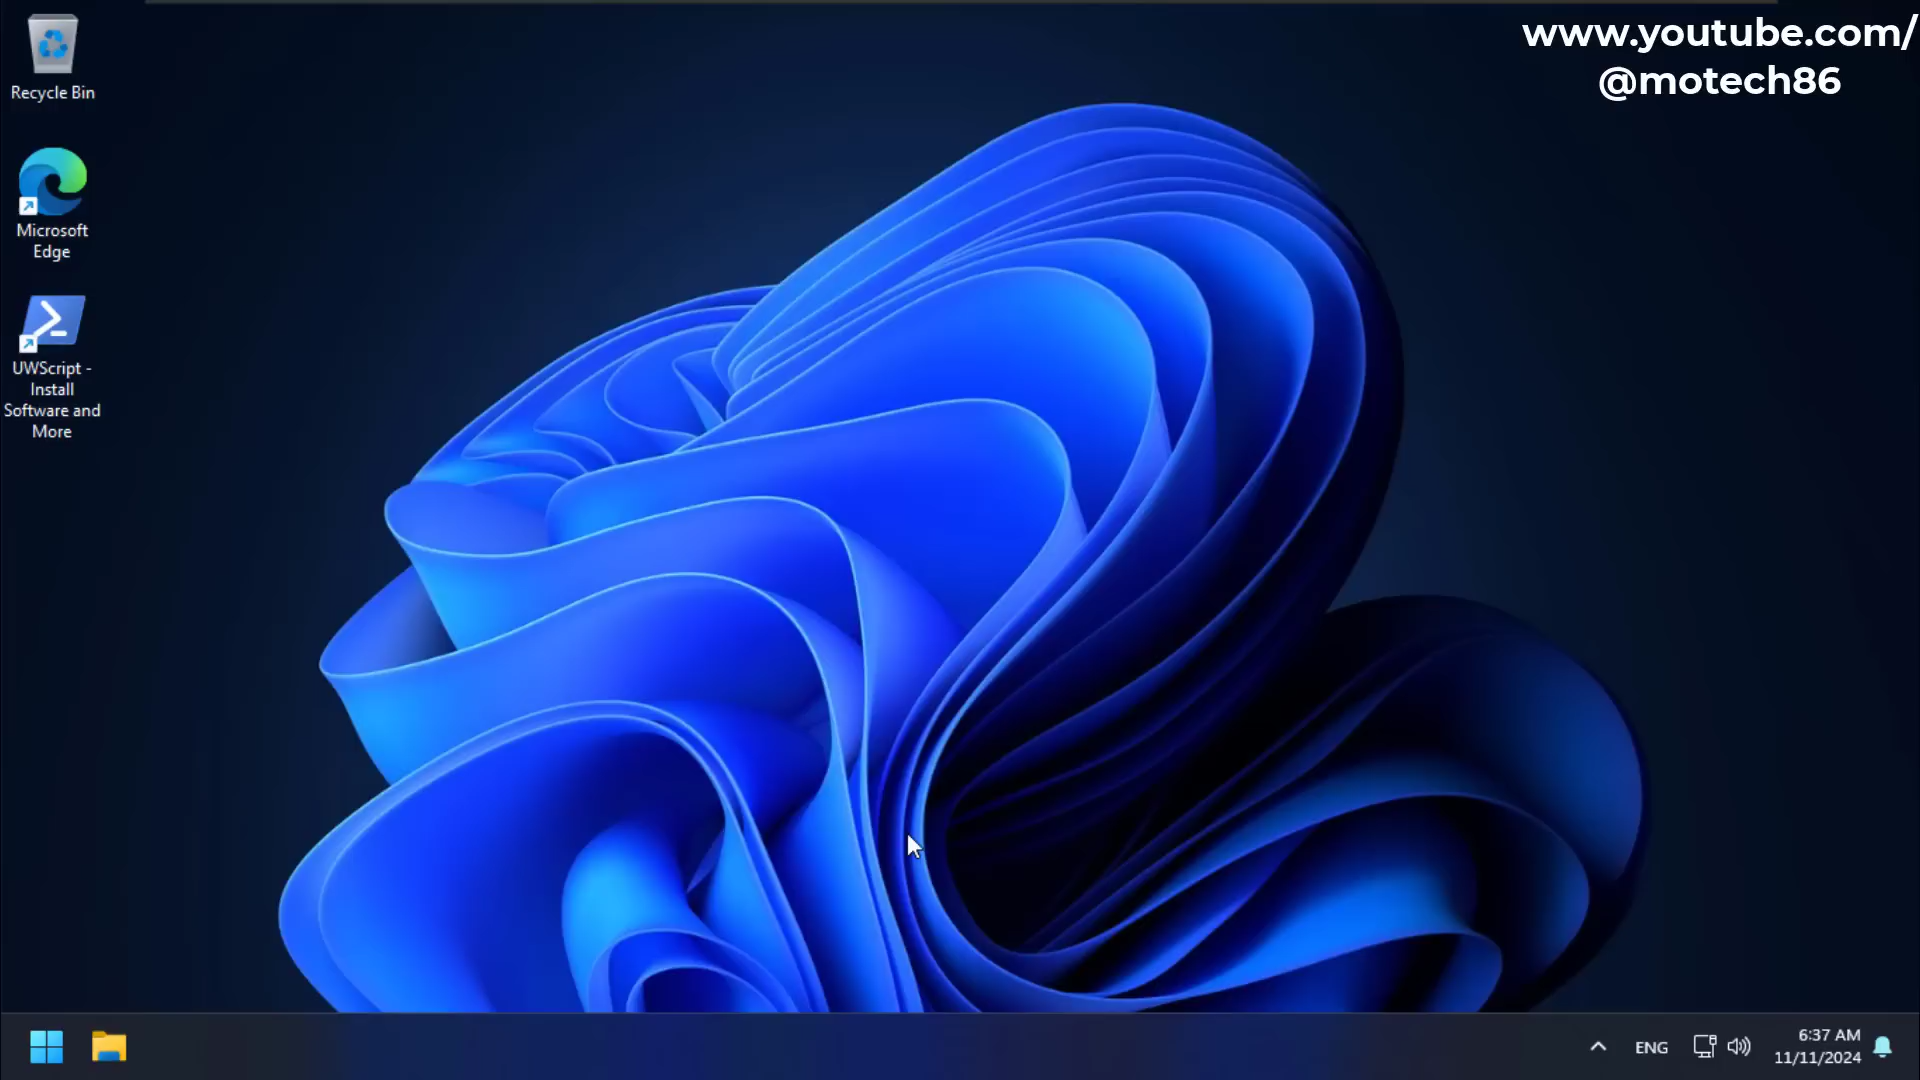 www.youtube.com/
@motech86
Recycle Bin
Microsoft
Edge
UWScript -
Install
Software and
More
ENG
6:37 AM
11/11/2024